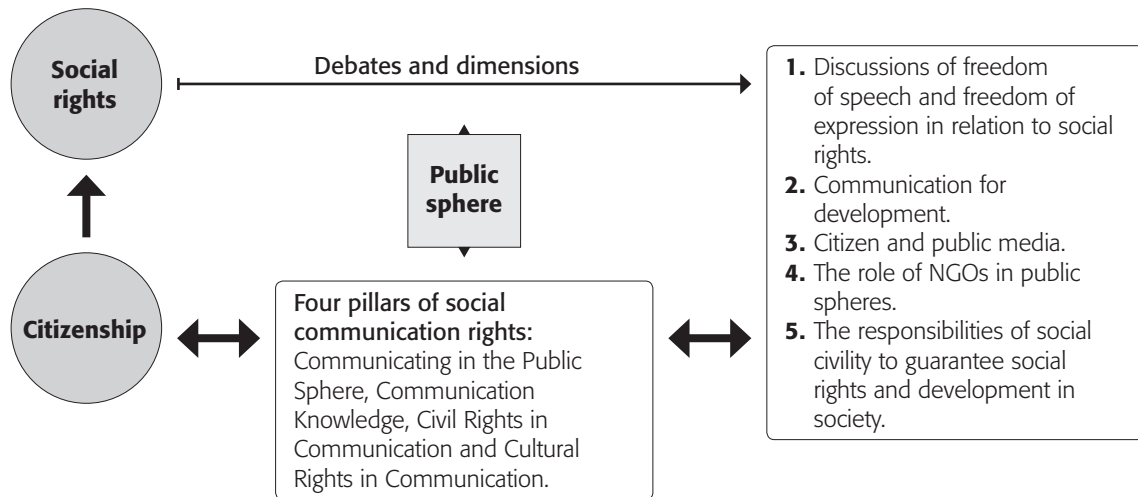 Social
rights
Debates and dimensions
Public
sphere
Citizenship
Four pillars of social
communication rights:
Communicating in the Public
Sphere, Communication
Knowledge, Civil Rights in
Communication and Cultural
Rights in Communication.
1. Discussions of freedom
of speech and freedom of
expression in relation to social
rights.
2. Communication for
development.
3. Citizen and public media.
4. The role of NGOs in public
spheres.
5. The responsibilities of social
civility to guarantee social
rights and development in
society.